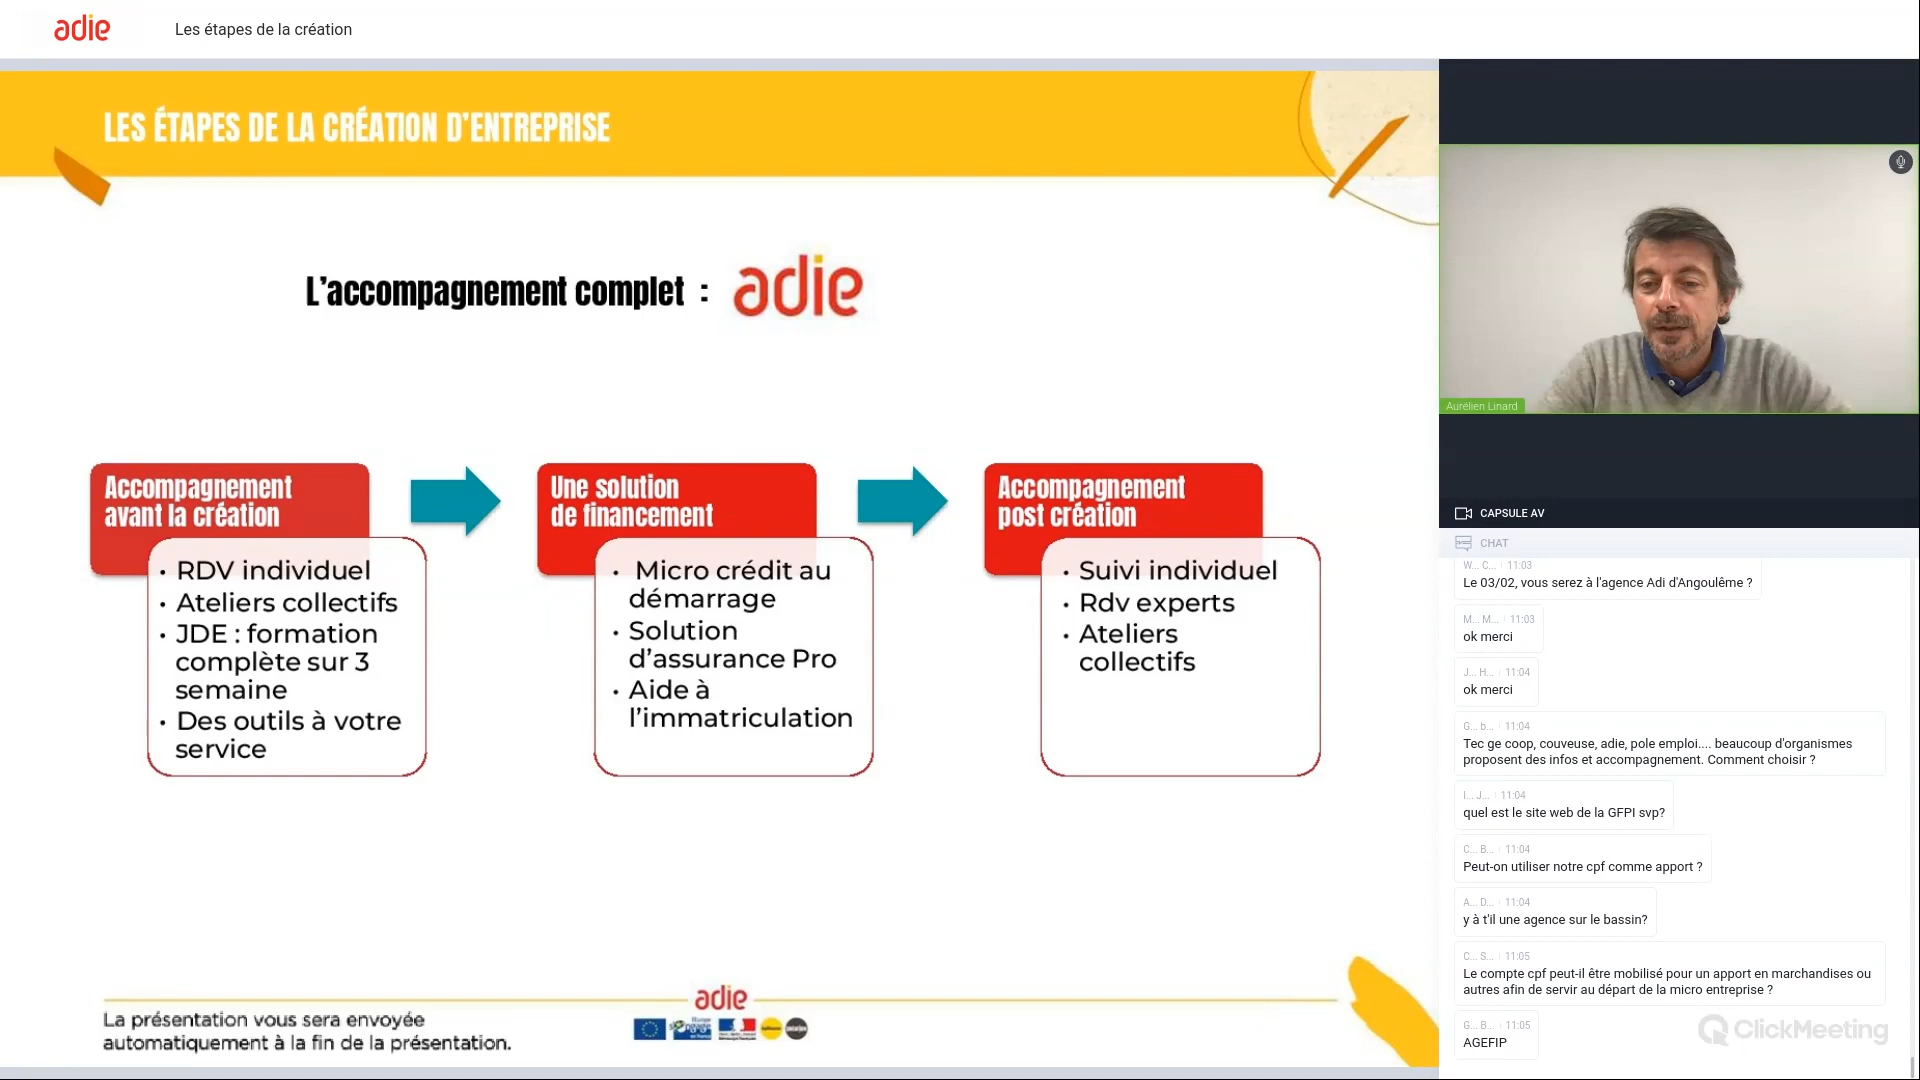 adie
Les étapes de la création
LES ÉTAPES DE LA CRÉATION D'ENTREPRISE
L'accompagnement complet : adie
Accompagnement
avant la création
• RDV individuel
• Ateliers collectifs
• JDE : formation
complète sur 3
semaine
• Des outils à votre
service
Une solution
de financement
• Micro crédit au
démarrage
• Solution
d'assurance Pro
• Aide à
l'immatriculation
Accompagnement
post création
• Suivi individuel
• Rdv experts
• Ateliers
collectifs
adie
La présentation vous sera envoyée
automatiquement à la fin de la présentation.
Aurélien Linard
CAPSULE AV
CHAT
W... C... 11:03
Le 03/02, vous serez à l'agence Adi d'Angoulême ?
M... M... 11:03
ok merci
J... H... 11:04
ok merci
G... b... 11:04
Tec ge coop, couveuse, adie, pole emploi.... beaucoup d'organismes
proposent des infos et accompagnement. Comment choisir ?
I... J... 11:04
quel est le site web de la GFPI svp?
C... B... 11:04
Peut-on utiliser notre cpf comme apport ?
A... D... 11:04
y à t'il une agence sur le bassin?
C... S... 11:05
Le compte cpf peut-il être mobilisé pour un apport en marchandises ou
autres afin de servir au départ de la micro entreprise ?
G... B... 11:05
AGEFIP
ClickMeeting